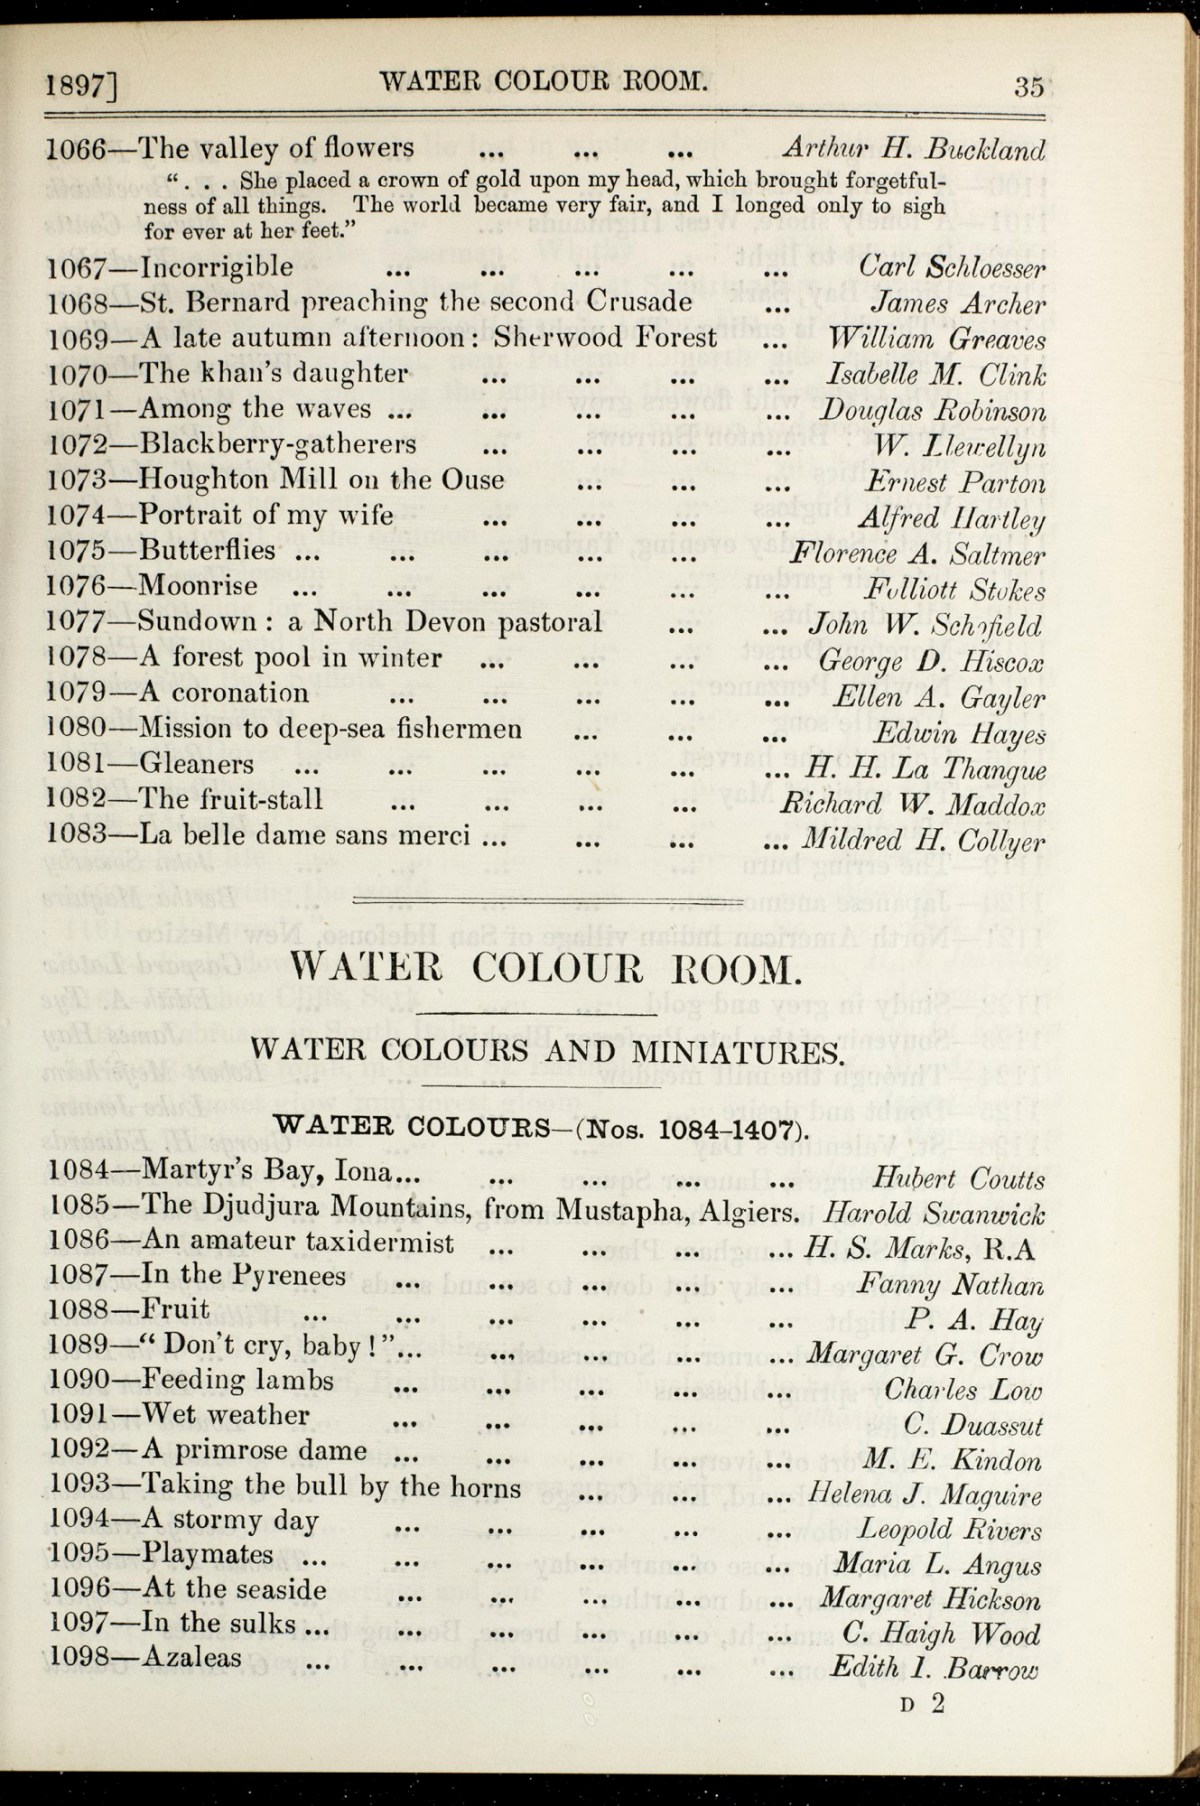 1897] WATER COLOUR ROOM. 35
1066—The valley of flowers ... ... ... Arthur H. Buckland
“. . . She placed a crown of gold upon my head, which brought forgetful-
ness of all things. The world became very fair, and I longed only to sigh
for ever at her feet.”
1067—Incorrigible ... ... ... ... ... Carl Schloesser
1068—St. Bernard preaching the second Crusade ... James Archer
1069—A late autumn afternoon: Sherwood Forest ... William Greaves
1070—The khan's daughter ... ... ... ... Isabelle M. Clink
1071—Among the waves ... ... ... ... ... Douglas Robinson
1072—Blackberry-gatherers ... ... ... ... W. Llewellyn
1073—Houghton Mill on the Ouse ... ... ... Ernest Parton
1074—Portrait of my wife ... ... ... ... Alfred Hartley
1075—Butterflies ... ... ... ... ... Florence A. Saltmer
1076—Moonrise ... ... ... ... ... ... Folliott Stokes
1077—Sundown: a North Devon pastoral ... ... John W. Schofield
1078—A forest pool in winter ... ... ... ... George D. Hiscox
1079—A coronation ... ... ... ... ... Ellen A. Gayler
1080—Mission to deep-sea fishermen ... ... ... Edwin Hayes
1081—Gleaners ... ... ... ... ... ... H. H. La Thangue
1082—The fruit-stall ... ... ... ... Richard W. Maddox
1083—La belle dame sans merci ... ... ... ... Mildred H. Collyer
WATER COLOUR ROOM.
WATER COLOURS AND MINIATURES.
WATER COLOURS—(Nos. 1084–1407).
1084—Martyr's Bay, Iona... ... ... ... ... Hubert Coutts
1085—The Djudjura Mountains, from Mustapha, Algiers. Harold Swanwick
1086—An amateur taxidermist ... ... ... ... H. S. Marks, R.A
1087—In the Pyrenees ... ... ... ... ... Fanny Nathan
1088—Fruit ... ... ... ... ... ... P. A. Hay
1089—“Don't cry, baby!”... ... ... ... ... Margaret G. Crow
1090—Feeding lambs ... ... ... ... ... Charles Low
1091—Wet weather ... ... ... ... ... C. Duassut
1092—A primrose dame ... ... ... ... ... M. E. Kindon
1093—Taking the bull by the horns ... ... ... Helena J. Maguire
1094—A stormy day ... ... ... ... ... Leopold Rivers
1095—Playmates ... ... ... ... ... ... Maria L. Angus
1096—At the seaside ... ... ... ... ... Margaret Hickson
1097—In the sulks ... ... ... ... ... ... C. Haigh Wood
1098—Azaleas ... ... ... ... ... ... Edith I. Barrow
D 2